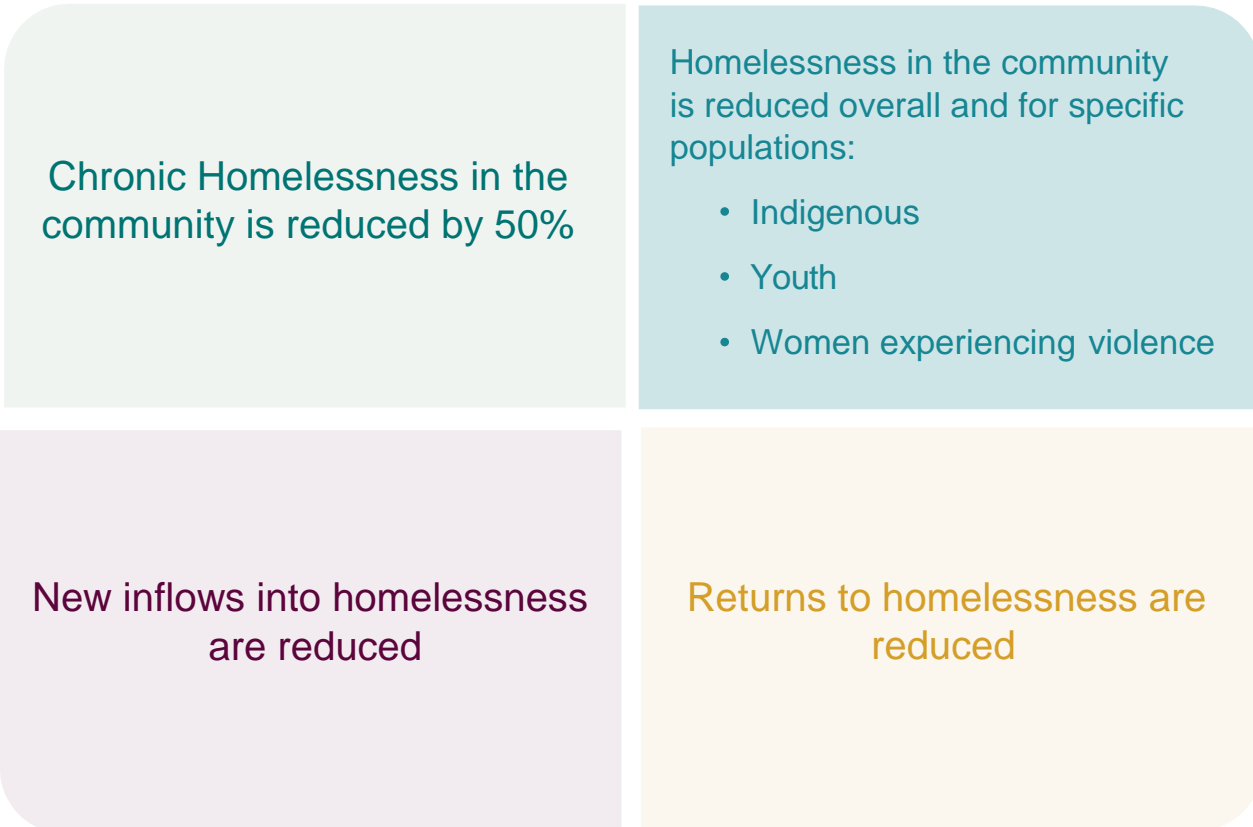 Chronic Homelessness in the
community is reduced by 50%
Homelessness in the community
is reduced overall and for specific
populations:
• Indigenous
• Youth
• Women experiencing violence
New inflows into homelessness
are reduced
Returns to homelessness are
reduced